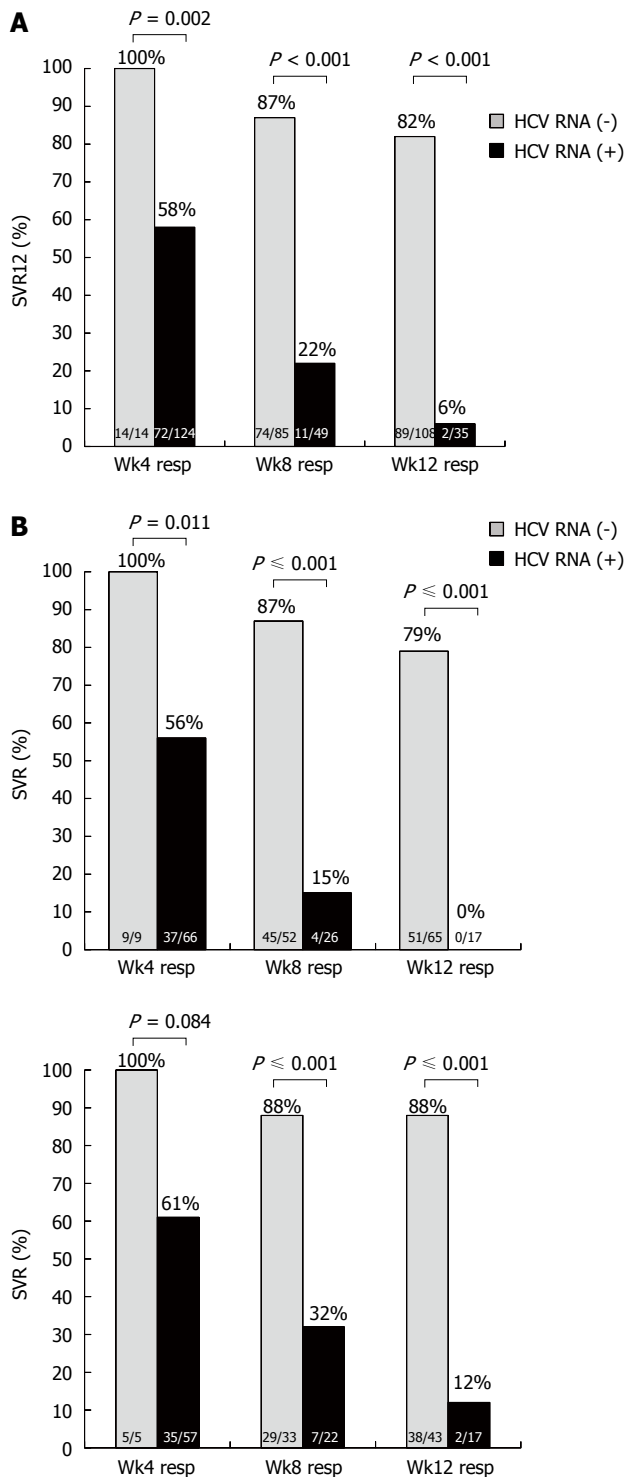 A
P = 0.002
100%
58%
P < 0.001
87%
22%
P < 0.001
82%
6%
HCV RNA (-)
HCV RNA (+)
SVR12 (%)
100
90
80
70
60
50
40
30
20
10
0
14/14 72/124 74/85 11/49 89/108 2/35
Wk4 resp Wk8 resp Wk12 resp
B
P = 0.011
100%
56%
P ≤ 0.001
87%
15%
P ≤ 0.001
79%
0%
HCV RNA (-)
HCV RNA (+)
SVR (%)
100
90
80
70
60
50
40
30
20
10
0
9/9 37/66 45/52 4/26 51/65 0/17
Wk4 resp Wk8 resp Wk12 resp
P = 0.084
100%
61%
P ≤ 0.001
88%
32%
P ≤ 0.001
88%
12%
SVR (%)
100
90
80
70
60
50
40
30
20
10
0
5/5 35/57 29/33 7/22 38/43 2/17
Wk4 resp Wk8 resp Wk12 resp